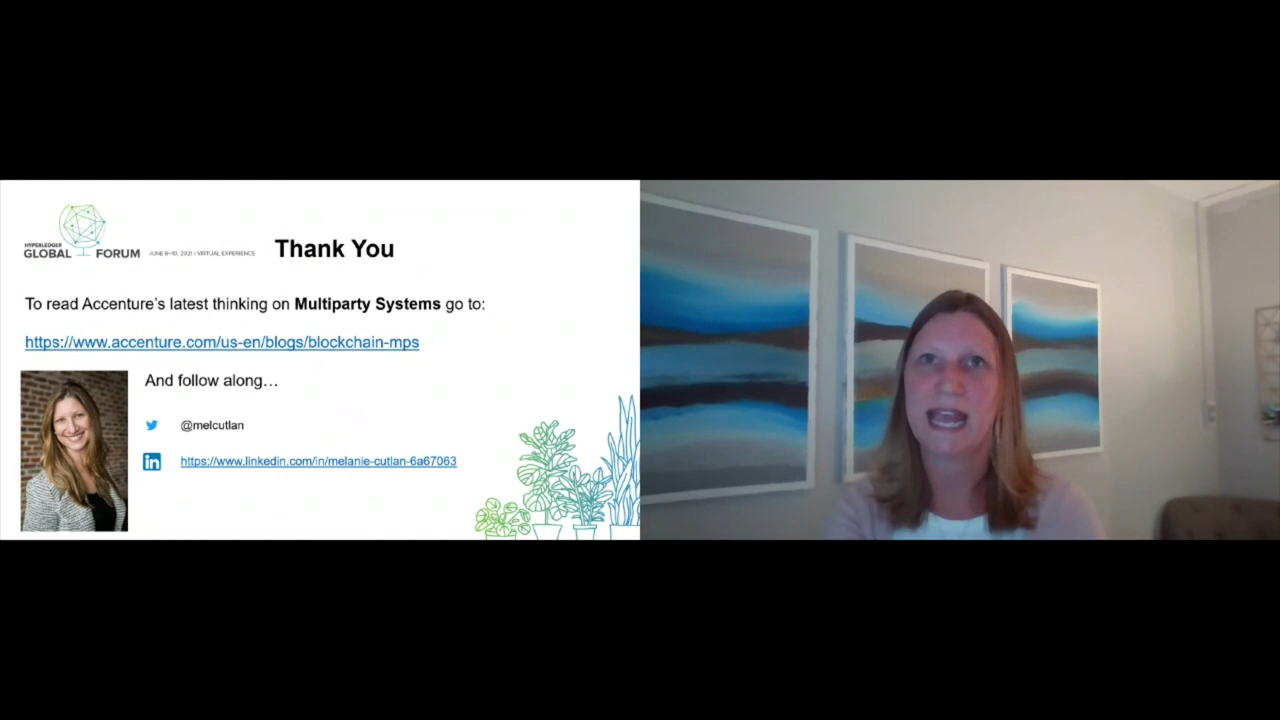 HYPERLEDGER
GLOBAL FORUM
JUNE 8–10, 2021 | VIRTUAL EXPERIENCE
Thank You
To read Accenture's latest thinking on Multiparty Systems go to:
https://www.accenture.com/us-en/blogs/blockchain-mps
And follow along…
@melcutlan
in
https://www.linkedin.com/in/melanie-cutlan-6a67063